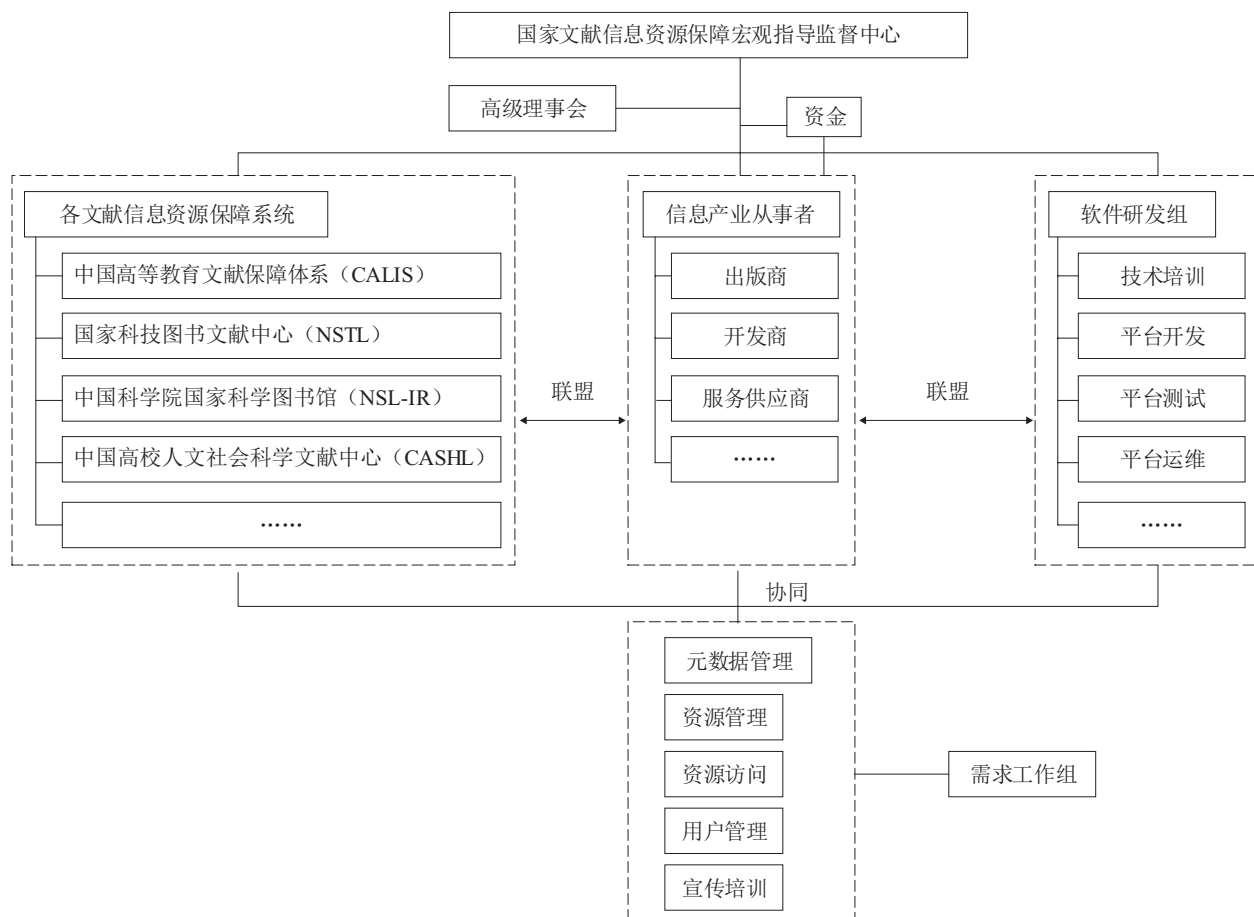 国家文献信息资源保障宏观指导监督中心
高级理事会
资金
各文献信息资源保障系统
中国高等教育文献保障体系（CALIS）
国家科技图书文献中心（NSTL）
中国科学院国家科学图书馆（NSL-IR）
中国高校人文社会科学文献中心（CASHL）
……
联盟
信息产业从事者
出版商
开发商
服务供应商
……
联盟
软件研发组
技术培训
平台开发
平台测试
平台运维
……
协同
元数据管理
资源管理
资源访问
用户管理
宣传培训
需求工作组